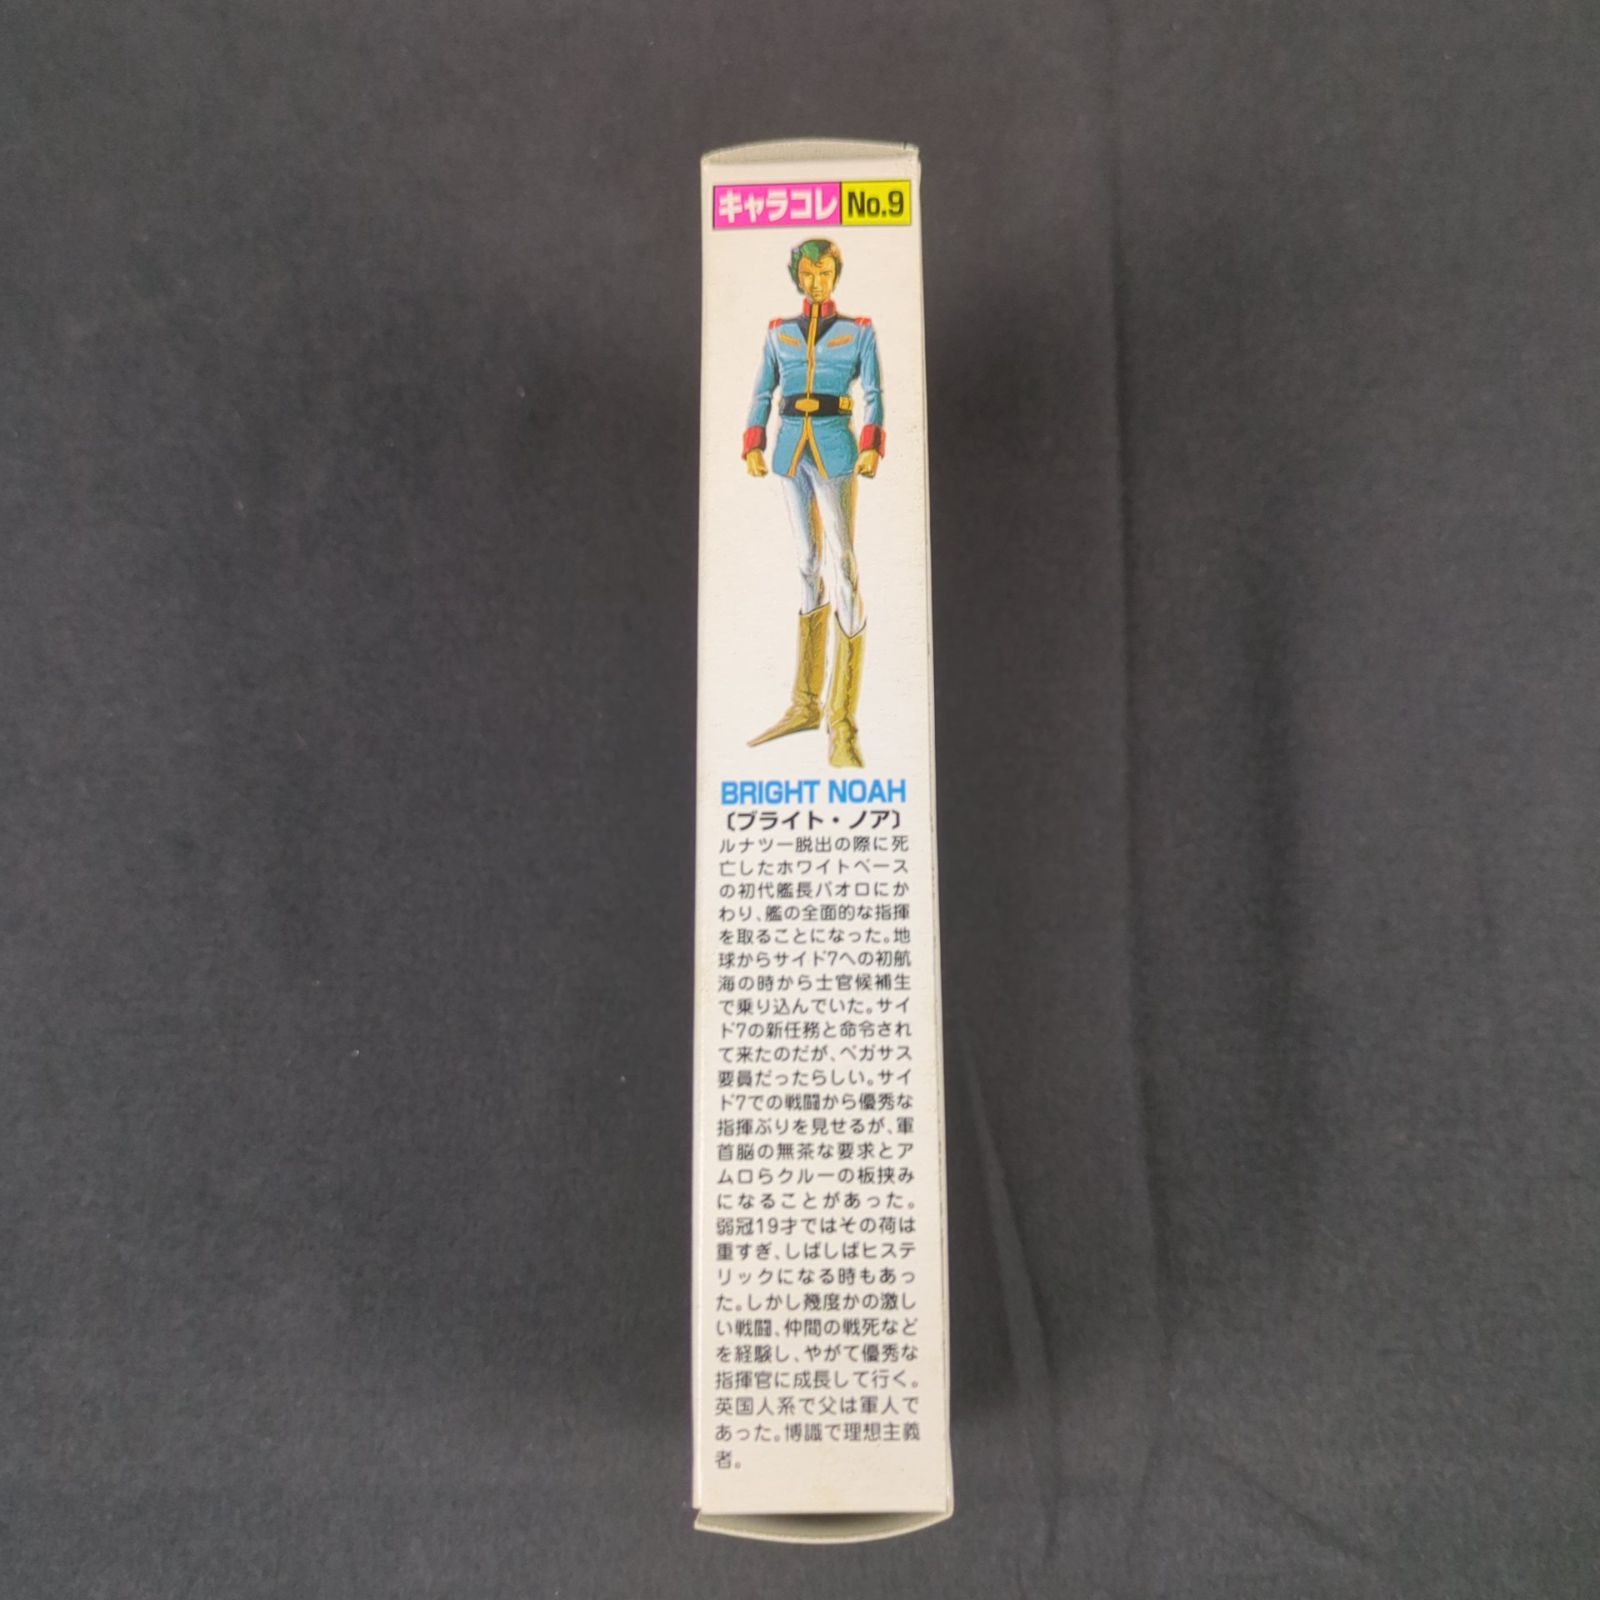 キャラコレ No.9
BRIGHT NOAH
〔ブライト・ノア〕
ルナツー脱出の際に死
亡したホワイトベース
の初代艦長パオロにか
わり、艦の全面的な指揮
を取ることになった。地
球からサイド7への初航
海の時から士官候補生
で乗り込んでいた。サイ
ド7の新任務と命令され
て来たのだが、ペガサス
要員だったらしい。サイ
ド7での戦闘から優秀な
指揮ぶりを見せるが、軍
首脳の無茶な要求とア
ムロらクルーの板挟み
になることがあった。
弱冠19才ではその荷は
重すぎ、しばしばヒステ
リックになる時もあっ
た。しかし幾度かの激し
い戦闘、仲間の戦死など
を経験し、やがて優秀な
指揮官に成長して行く。
英国人系で父は軍人で
あった。博識で理想主義
者。